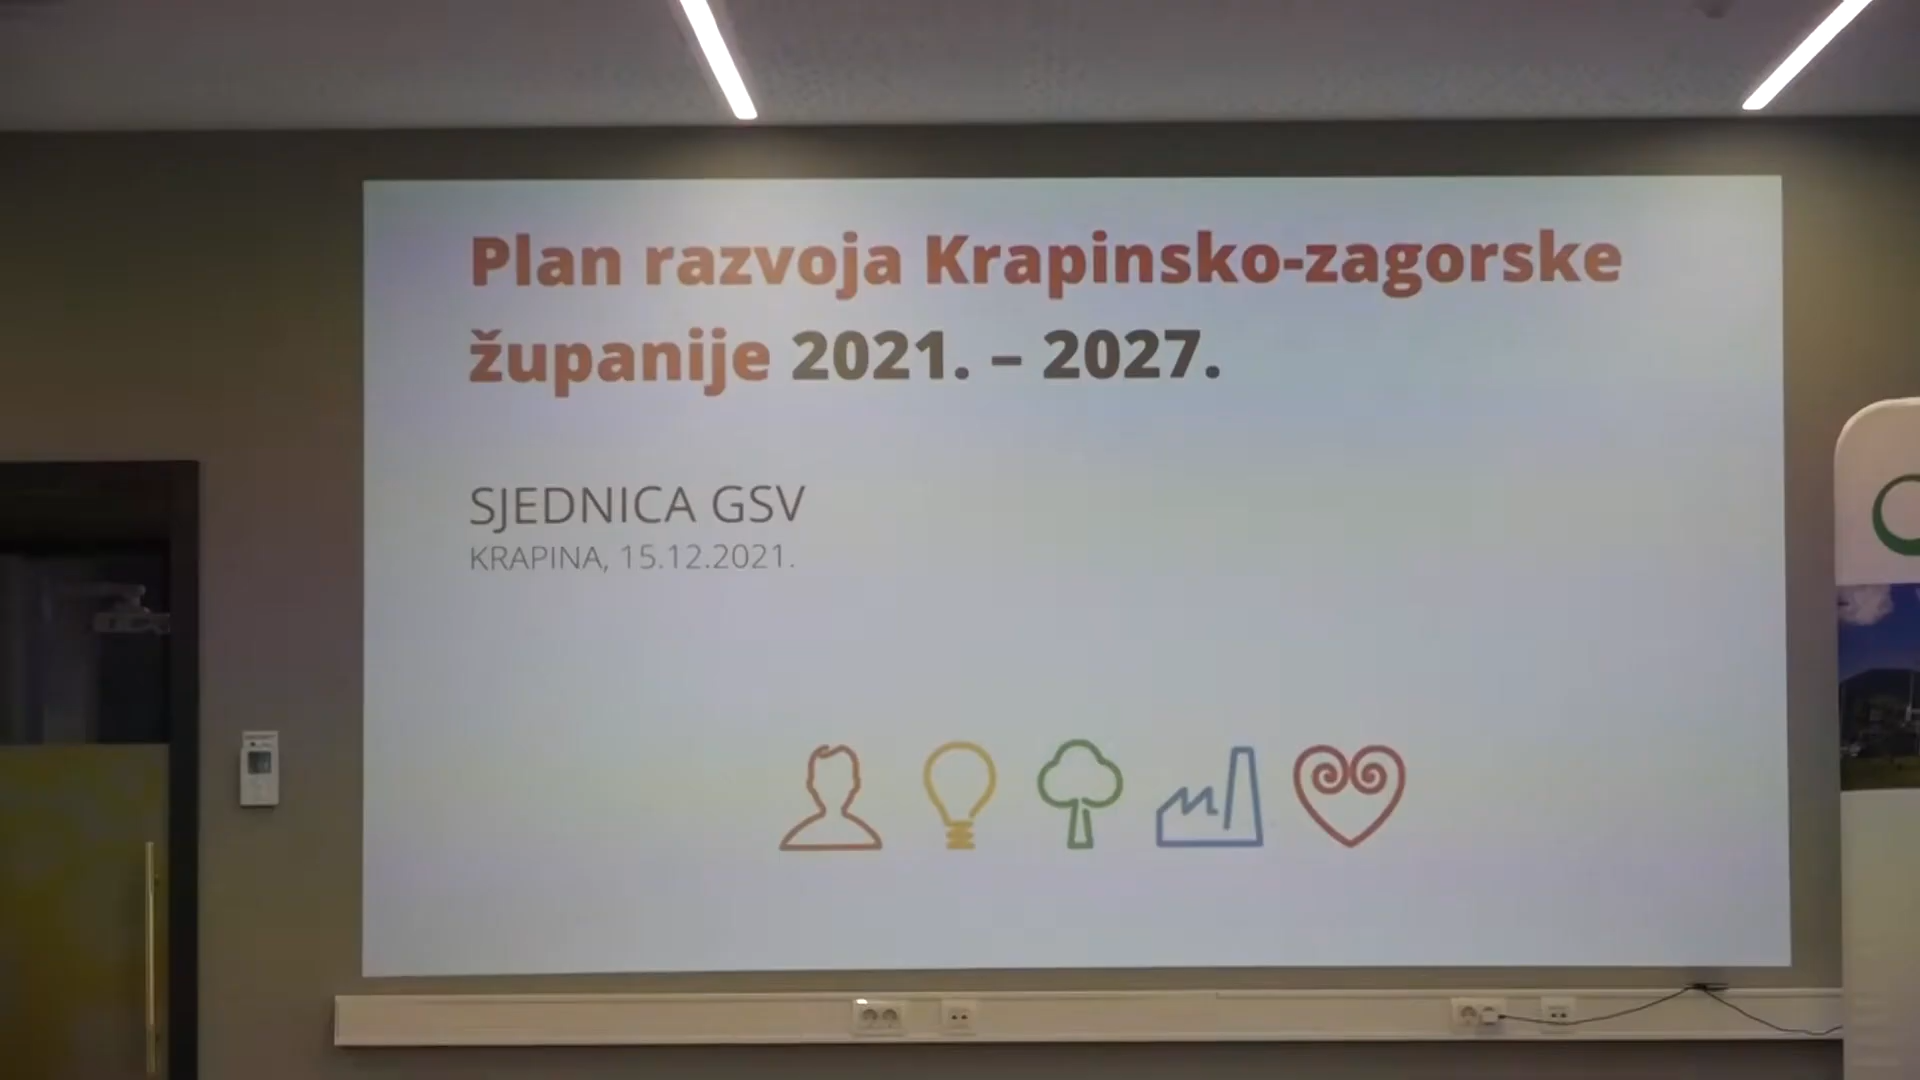 Plan razvoja Krapinsko-zagorske
županije 2021. – 2027.
SJEDNICA GSV
KRAPINA, 15.12.2021.